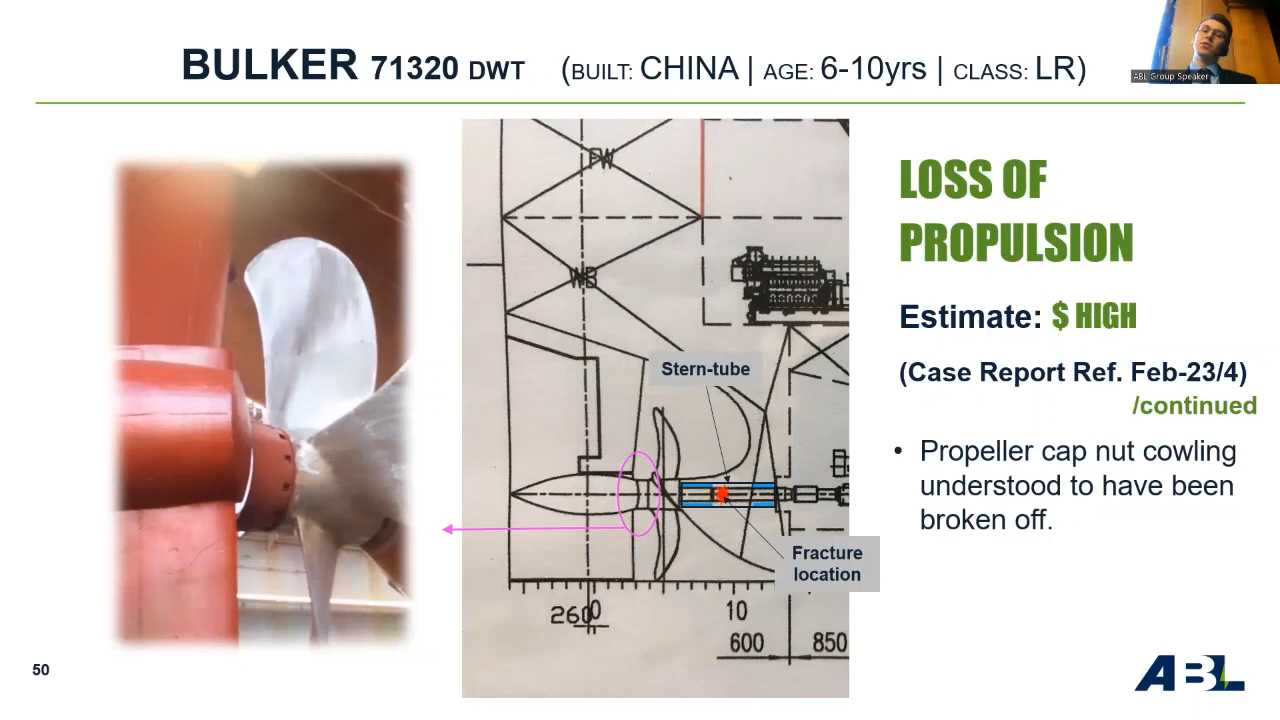 BULKER 71320 DWT (BUILT: CHINA | AGE: 6-10yrs | CLASS: LR)
ABL Group Speaker
LOSS OF
PROPULSION
Estimate: $ HIGH
(Case Report Ref. Feb-23/4)
/continued
• Propeller cap nut cowling
understood to have been
broken off.
FW
WB
Stern-tube
Fracture
location
260
0
10
600
850
50
ABL